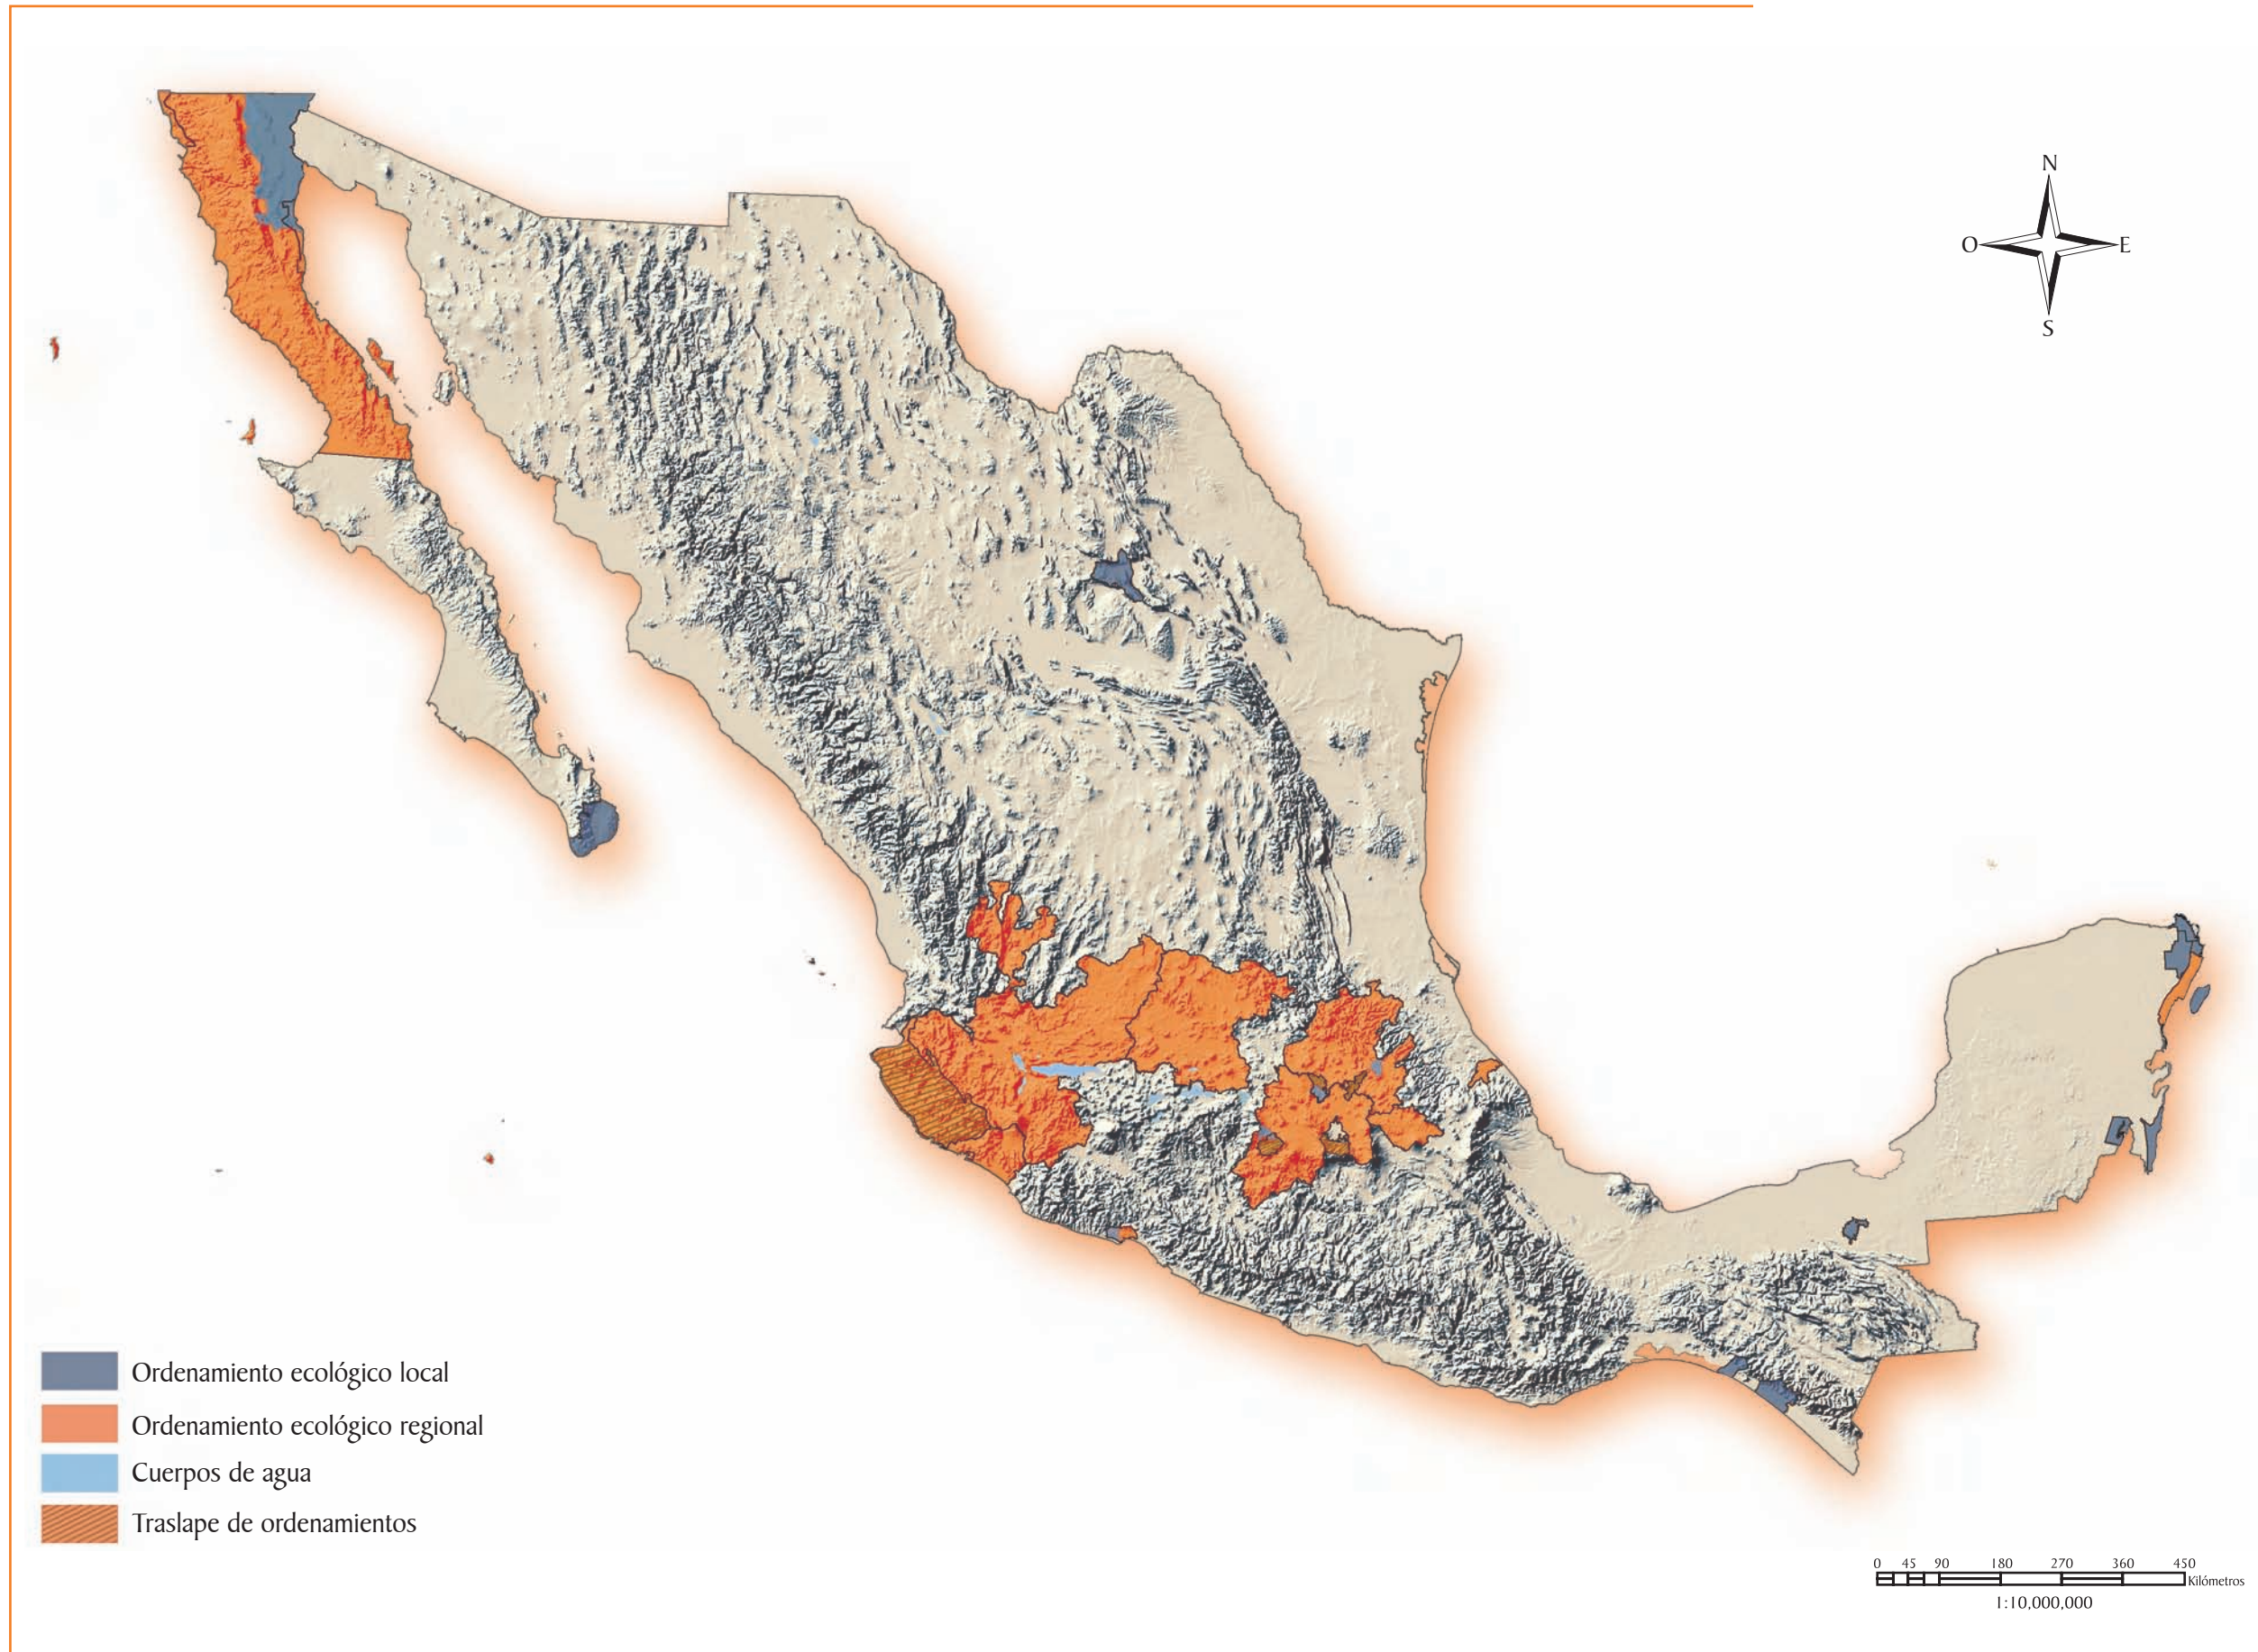 N
O
E
S
Ordenamiento ecológico local
Ordenamiento ecológico regional
Cuerpos de agua
Traslape de ordenamientos
0 45 90 180 270 360 450
Kilómetros
1:10,000,000